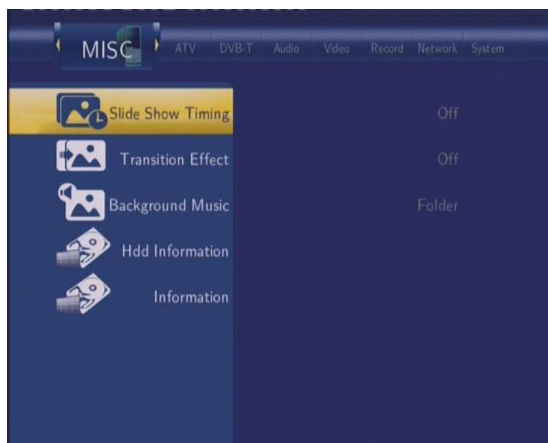 MISC ATV DVB-T Audio Video Record Network System
Slide Show Timing Off
Transition Effect Off
Background Music Folder
Hdd Information
Information